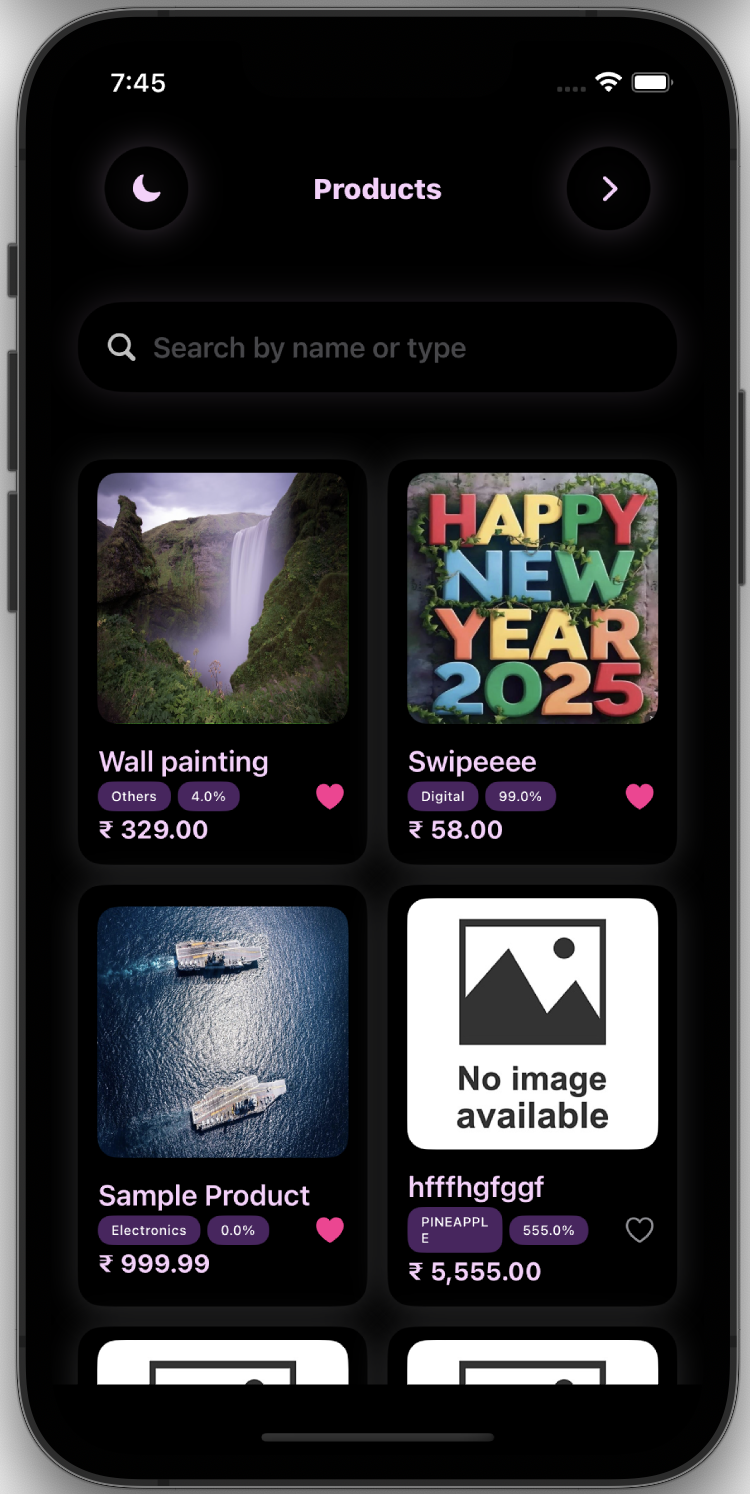 7:45
Products
Search by name or type
HAPPY
NEW
YEAR
2025
Wall painting
Others 4.0%
₹ 329.00
Swipeeee
Digital 99.0%
₹ 58.00
No image
available
Sample Product
Electronics 0.0%
₹ 999.99
hfffhgfggf
PINEAPPL
E
555.0%
₹ 5,555.00